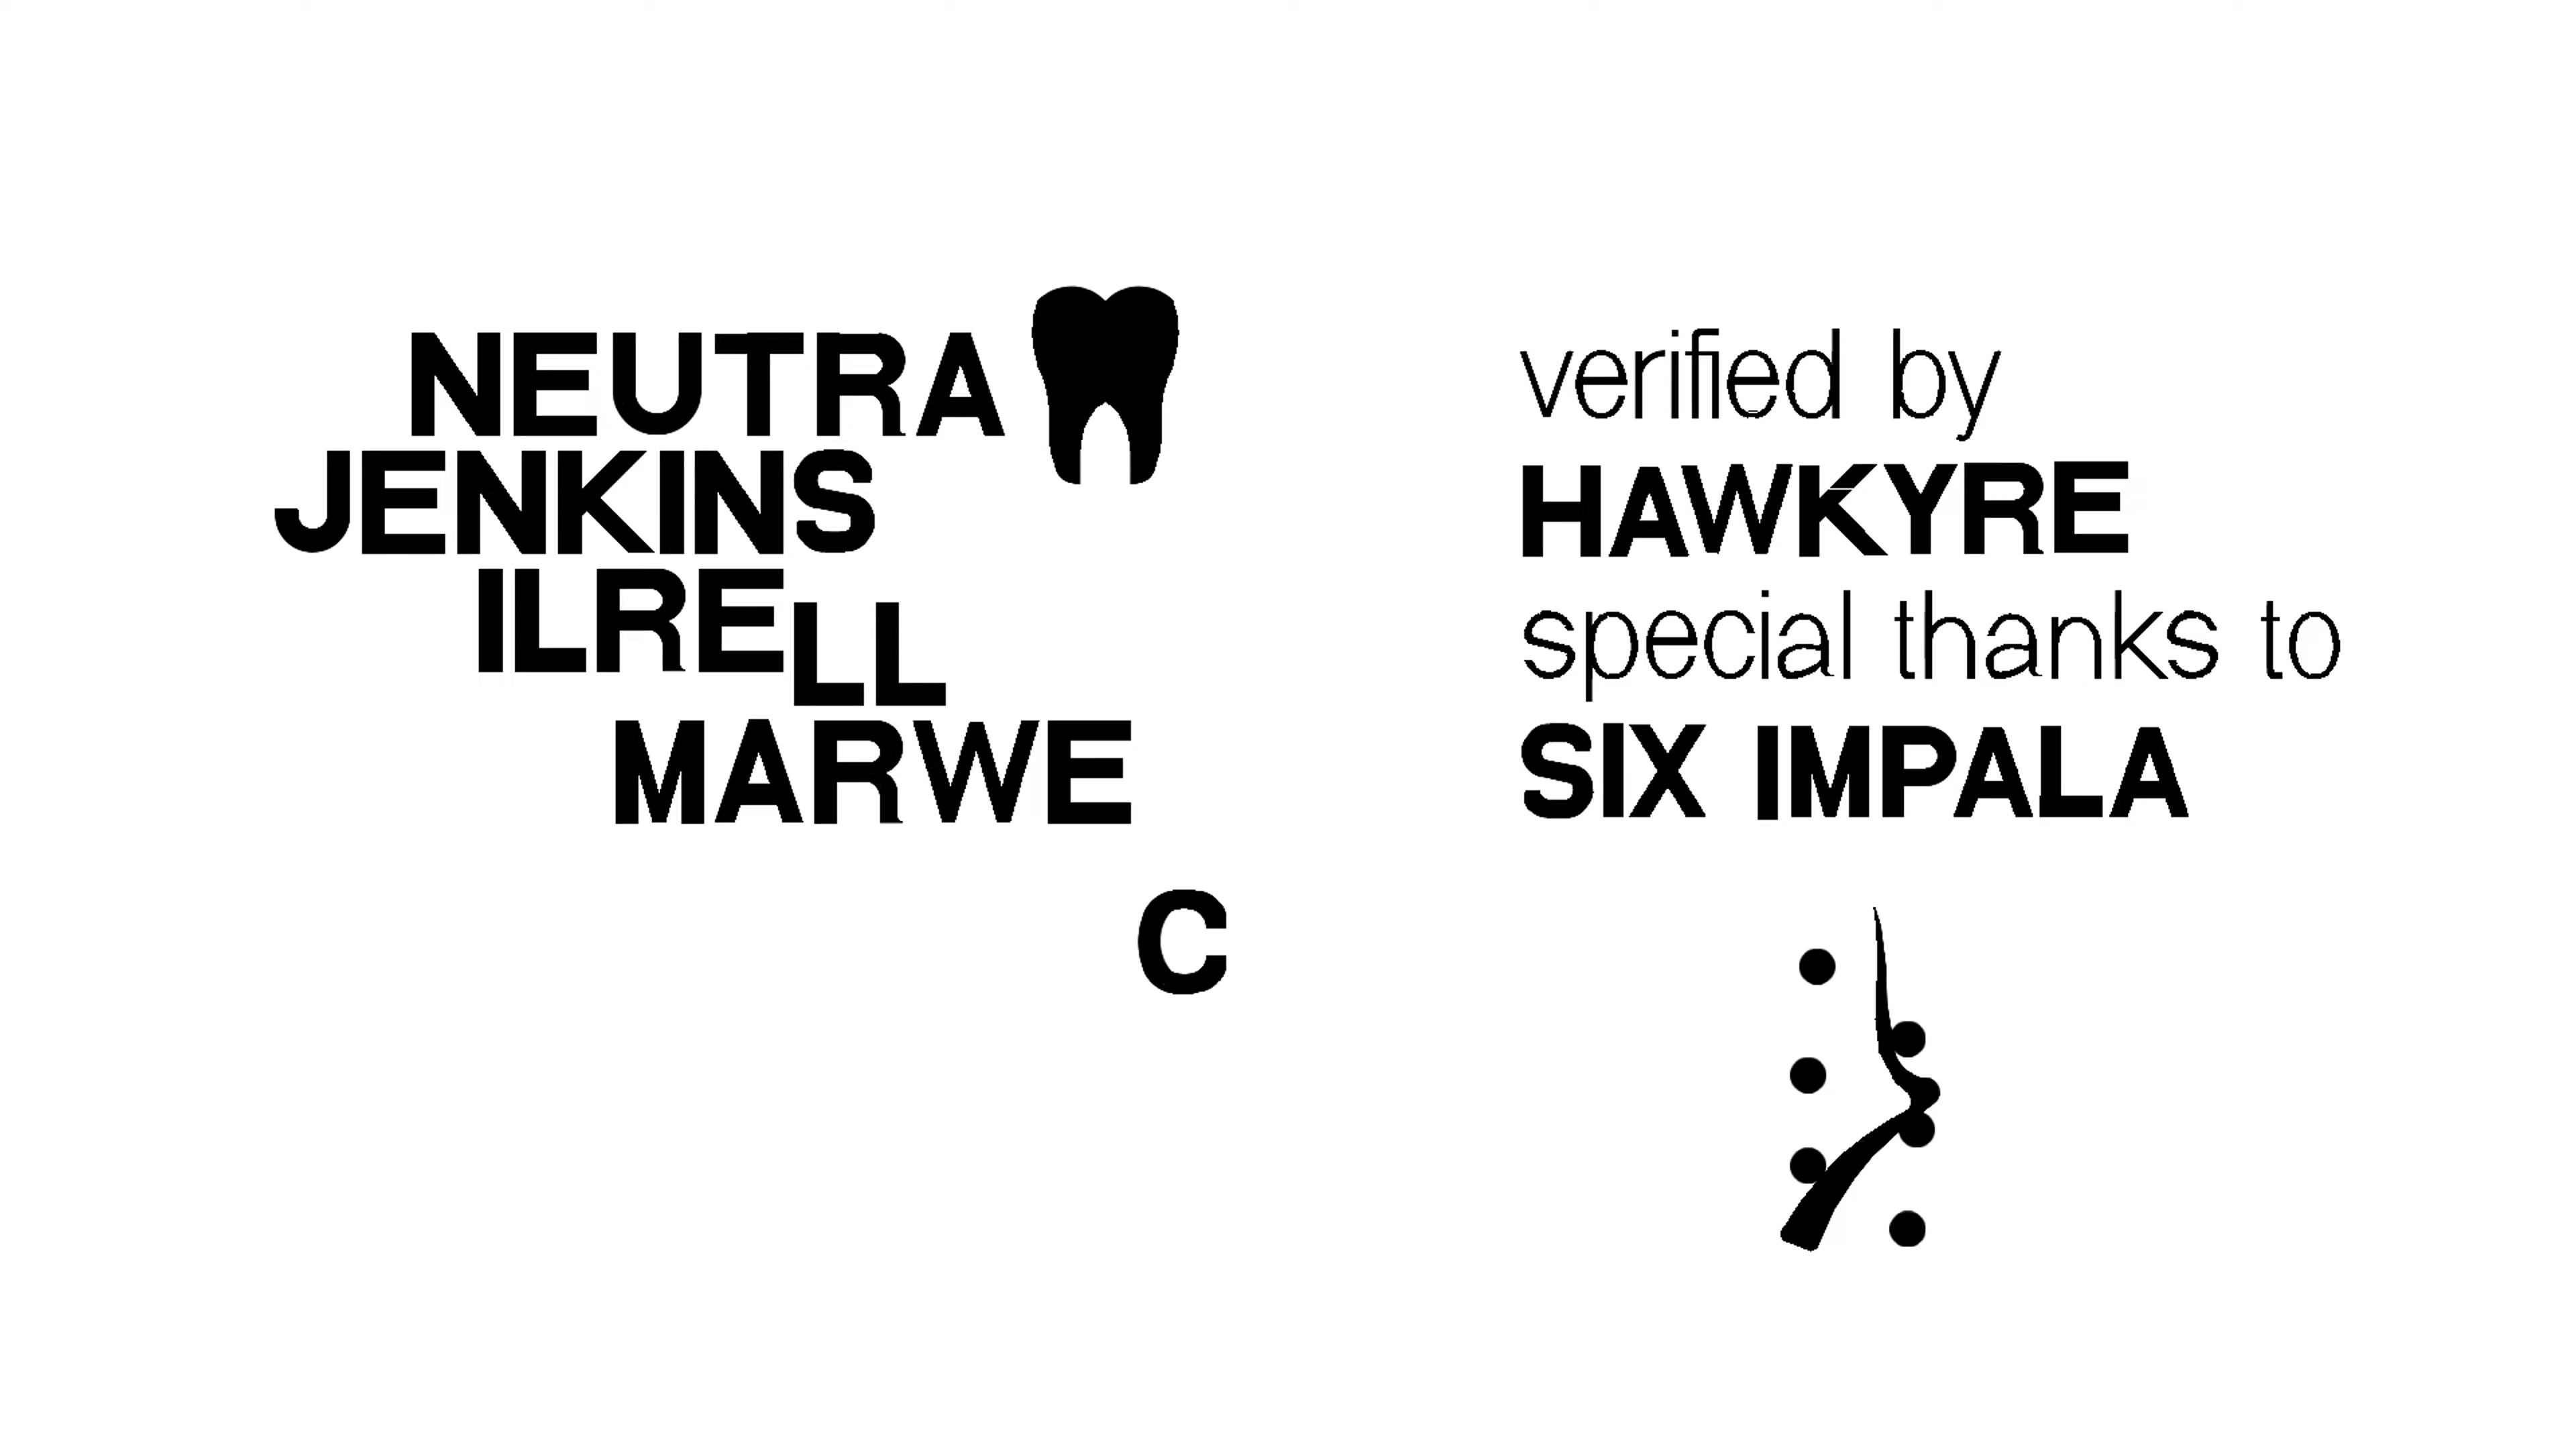 NEUTRA
JENKINS
ILRELL
MARWE
C
verified by
HAWKYRE
special thanks to
SIX IMPALA